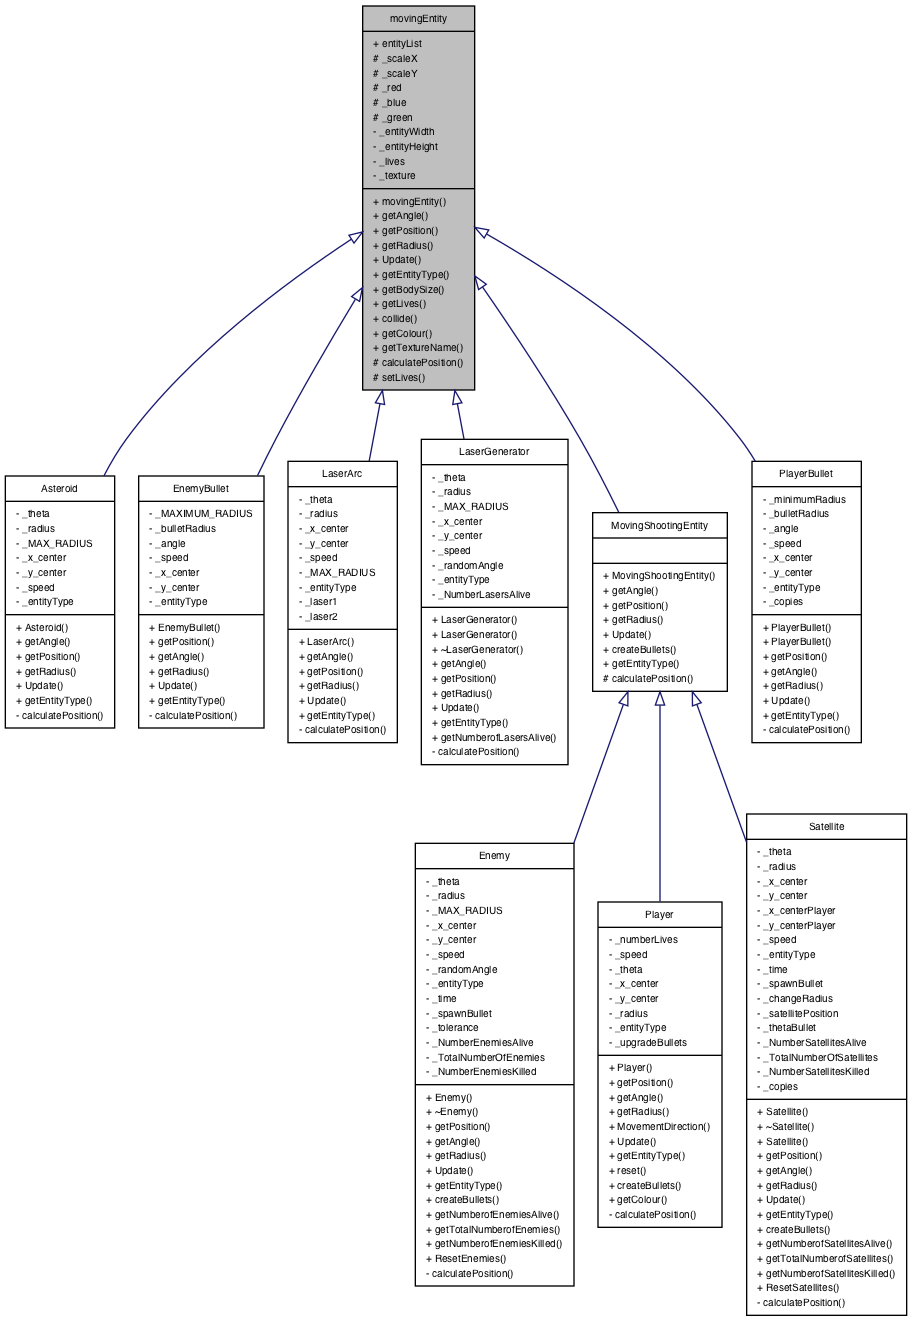 movingEntity
+ entityList
# _scaleX
# _scaleY
# _red
# _blue
# _green
- _entityWidth
- _entityHeight
- _lives
- _texture
+ movingEntity()
+ getAngle()
+ getPosition()
+ getRadius()
+ Update()
+ getEntityType()
+ getBodySize()
+ getLives()
+ collide()
+ getColour()
+ getTextureName()
# calculatePosition()
# setLives()
Asteroid
- _theta
- _radius
- _MAX_RADIUS
- _x_center
- _y_center
- _speed
- _entityType
+ Asteroid()
+ getAngle()
+ getPosition()
+ getRadius()
+ Update()
+ getEntityType()
- calculatePosition()
EnemyBullet
- _MAXIMUM_RADIUS
- _bulletRadius
- _angle
- _speed
- _x_center
- _y_center
- _entityType
+ EnemyBullet()
+ getPosition()
+ getAngle()
+ getRadius()
+ Update()
+ getEntityType()
- calculatePosition()
LaserArc
- _theta
- _radius
- _x_center
- _y_center
- _speed
- _MAX_RADIUS
- _entityType
- _laser1
- _laser2
+ LaserArc()
+ getAngle()
+ getPosition()
+ getRadius()
+ Update()
+ getEntityType()
- calculatePosition()
LaserGenerator
- _theta
- _radius
- _MAX_RADIUS
- _x_center
- _y_center
- _speed
- _randomAngle
- _entityType
- _NumberLasersAlive
+ LaserGenerator()
+ LaserGenerator()
+ ~LaserGenerator()
+ getAngle()
+ getPosition()
+ getRadius()
+ Update()
+ getEntityType()
+ getNumberofLasersAlive()
- calculatePosition()
MovingShootingEntity
+ MovingShootingEntity()
+ getAngle()
+ getPosition()
+ getRadius()
+ Update()
+ createBullets()
+ getEntityType()
# calculatePosition()
PlayerBullet
- _minimumRadius
- _bulletRadius
- _angle
- _speed
- _x_center
- _y_center
- _entityType
- _copies
+ PlayerBullet()
+ PlayerBullet()
+ getPosition()
+ getAngle()
+ getRadius()
+ Update()
+ getEntityType()
- calculatePosition()
Enemy
- _theta
- _radius
- _MAX_RADIUS
- _x_center
- _y_center
- _speed
- _randomAngle
- _entityType
- _time
- _spawnBullet
- _tolerance
- _NumberEnemiesAlive
- _TotalNumberOfEnemies
- _NumberEnemiesKilled
+ Enemy()
+ ~Enemy()
+ getPosition()
+ getAngle()
+ getRadius()
+ Update()
+ getEntityType()
+ createBullets()
+ getNumberofEnemiesAlive()
+ getTotalNumberofEnemies()
+ getNumberofEnemiesKilled()
+ ResetEnemies()
- calculatePosition()
Player
- _numberLives
- _speed
- _theta
- _x_center
- _y_center
- _radius
- _entityType
- _upgradeBullets
+ Player()
+ getPosition()
+ getAngle()
+ getRadius()
+ MovementDirection()
+ Update()
+ getEntityType()
+ reset()
+ createBullets()
+ getColour()
- calculatePosition()
Satellite
- _theta
- _radius
- _x_center
- _y_center
- _x_centerPlayer
- _y_centerPlayer
- _speed
- _entityType
- _time
- _spawnBullet
- _changeRadius
- _satellitePosition
- _thetaBullet
- _NumberSatellitesAlive
- _TotalNumberOfSatellites
- _NumberSatellitesKilled
- _copies
+ Satellite()
+ ~Satellite()
+ Satellite()
+ getPosition()
+ getAngle()
+ getRadius()
+ Update()
+ getEntityType()
+ createBullets()
+ getNumberofSatellitesAlive()
+ getTotalNumberofSatellites()
+ getNumberofSatellitesKilled()
+ ResetSatellites()
- calculatePosition()